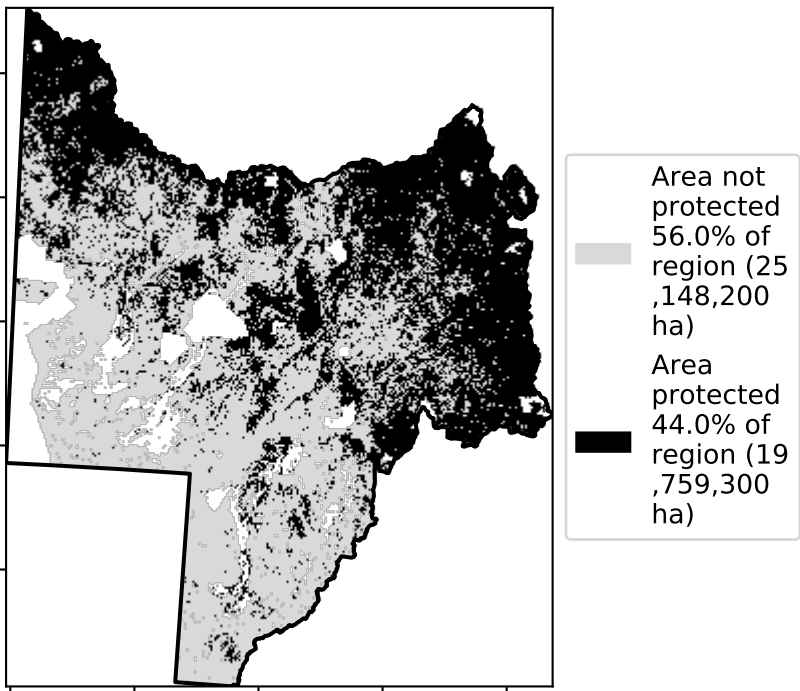 Area not
protected
56.0% of
region (25
,148,200
ha)
Area
protected
44.0% of
region (19
,759,300
ha)